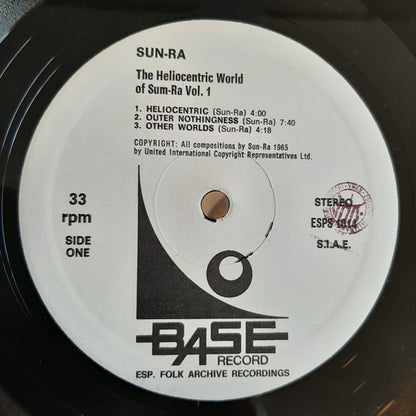 SUN-RA
The Heliocentric World
of Sum-Ra Vol. 1
1. HELIOCENTRIC (Sun-Ra) 4:00
2. OUTER NOTHINGNESS (Sun-Ra) 7:40
3. OTHER WORLDS (Sun-Ra) 4:18
COPYRIGHT: All compositions by Sun-Ra 1965
by United International Copyright Representatives Ltd.
33
rpm
SIDE
ONE
STEREO
ESPS 1014
S.I.A.E.
BASE
RECORD
ESP. FOLK ARCHIVE RECORDINGS